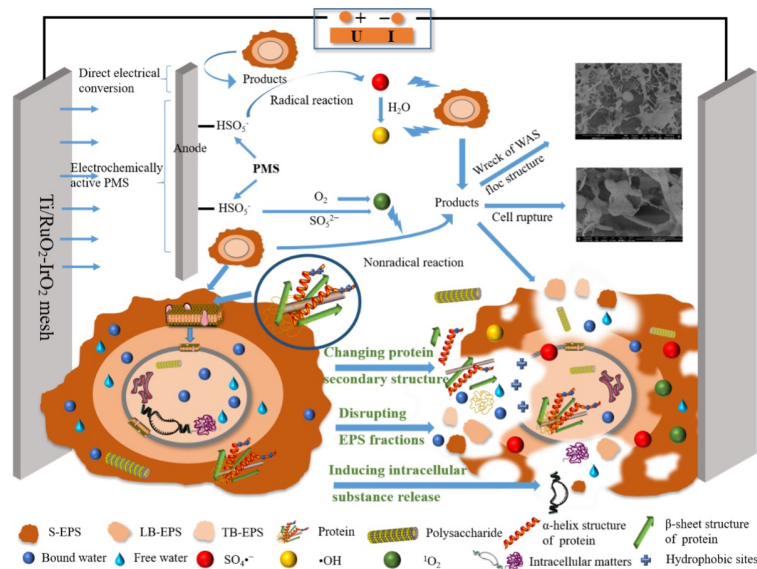 + −
U I
Direct electrical
conversion
Products
Radical reaction
H₂O
HSO₅⁻
Anode
Electrochemically
active PMS
PMS
Wreck of WAS
floc structure
Products
Cell rupture
O₂
HSO₅⁻
SO₅²⁻
Nonradical reaction
Ti/RuO₂-IrO₂ mesh
Changing protein
secondary structure
Disrupting
EPS fractions
Inducing intracellular
substance release
S-EPS
LB-EPS
TB-EPS
Protein
Polysaccharide
α-helix structure
of protein
β-sheet structure
of protein
Bound water
Free water
SO₄•⁻
•OH
¹O₂
Intracellular matters
Hydrophobic sites